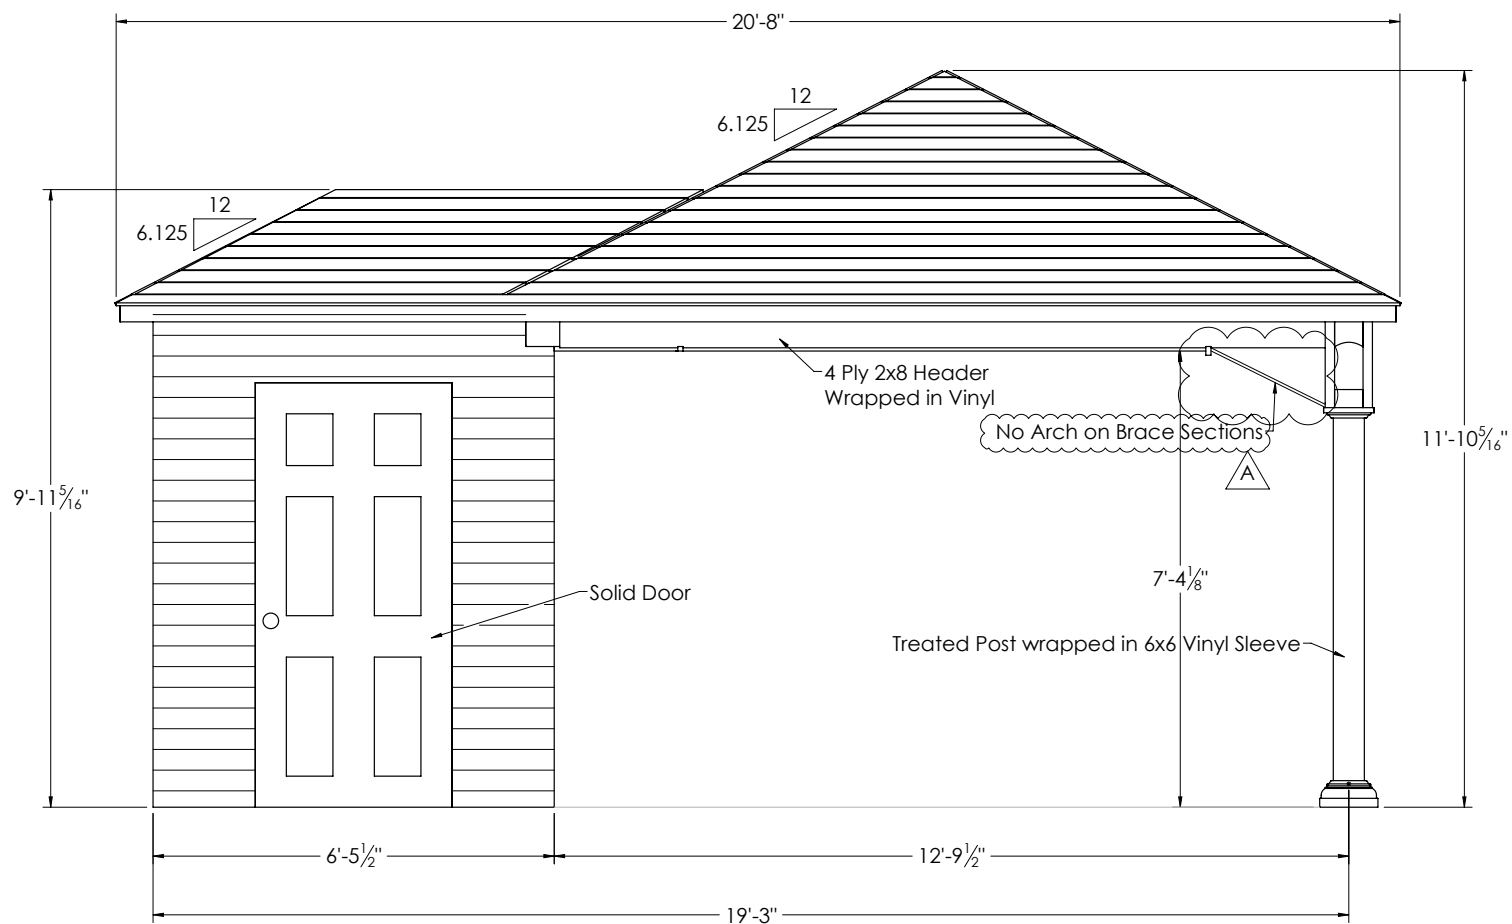 20'-8"
12
6.125
12
6.125
4 Ply 2x8 Header
Wrapped in Vinyl
No Arch on Brace Sections
A
11'-10 5/16"
9'-11 5/16"
7'-4 1/8"
Solid Door
Treated Post wrapped in 6x6 Vinyl Sleeve
6'-5 1/2"
12'-9 1/2"
19'-3"